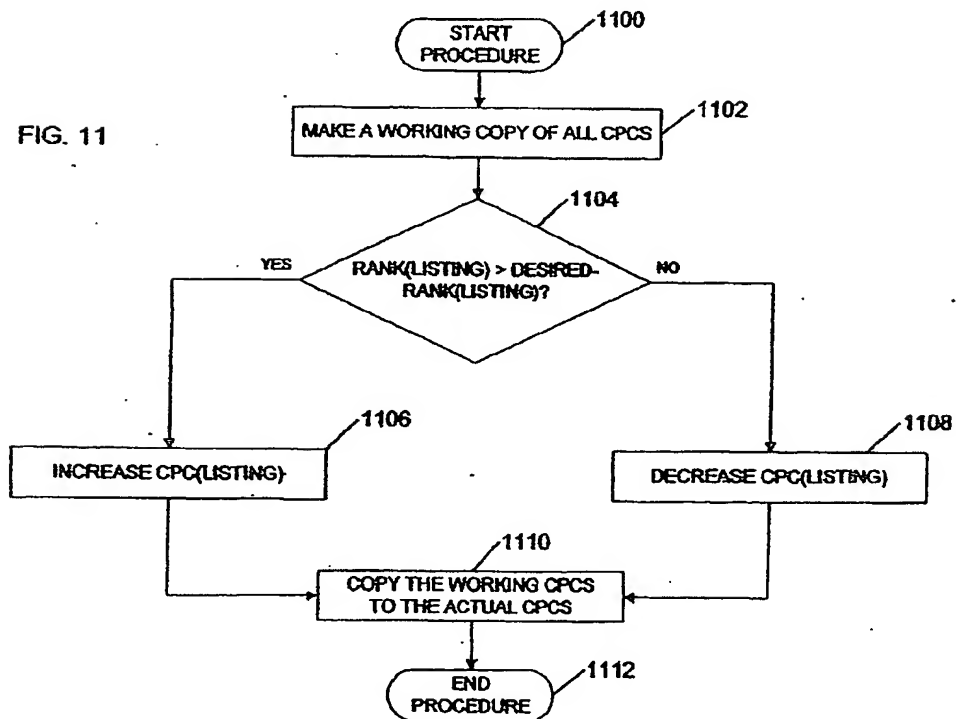 START
PROCEDURE
1100
MAKE A WORKING COPY OF ALL CPCS
1102
FIG. 11
1104
YES
RANK(LISTING) > DESIRED-
RANK(LISTING)?
NO
1106
INCREASE CPC(LISTING)
1108
DECREASE CPC(LISTING)
1110
COPY THE WORKING CPCS
TO THE ACTUAL CPCS
END
PROCEDURE
1112